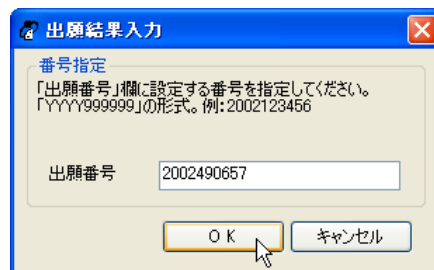 出願結果入力
番号指定
「出願番号」欄に設定する番号を指定してください。
「YYYY999999」の形式。例:2002123456
出願番号 2002490657
OK キャンセル